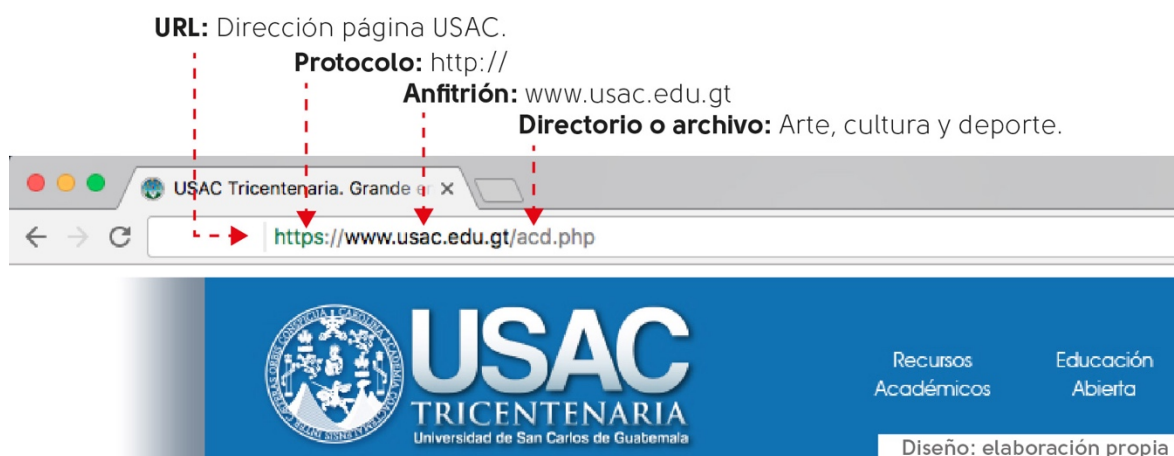 URL: Dirección página USAC.
Protocolo: http://
Anfitrión: www.usac.edu.gt
Directorio o archivo: Arte, cultura y deporte.
USAC Tricentenaria. Grande e
https://www.usac.edu.gt/acd.php
USAC
TRICENTENARIA
Universidad de San Carlos de Guatemala
Recursos
Académicos
Educación
Abierta
Diseño: elaboración propia